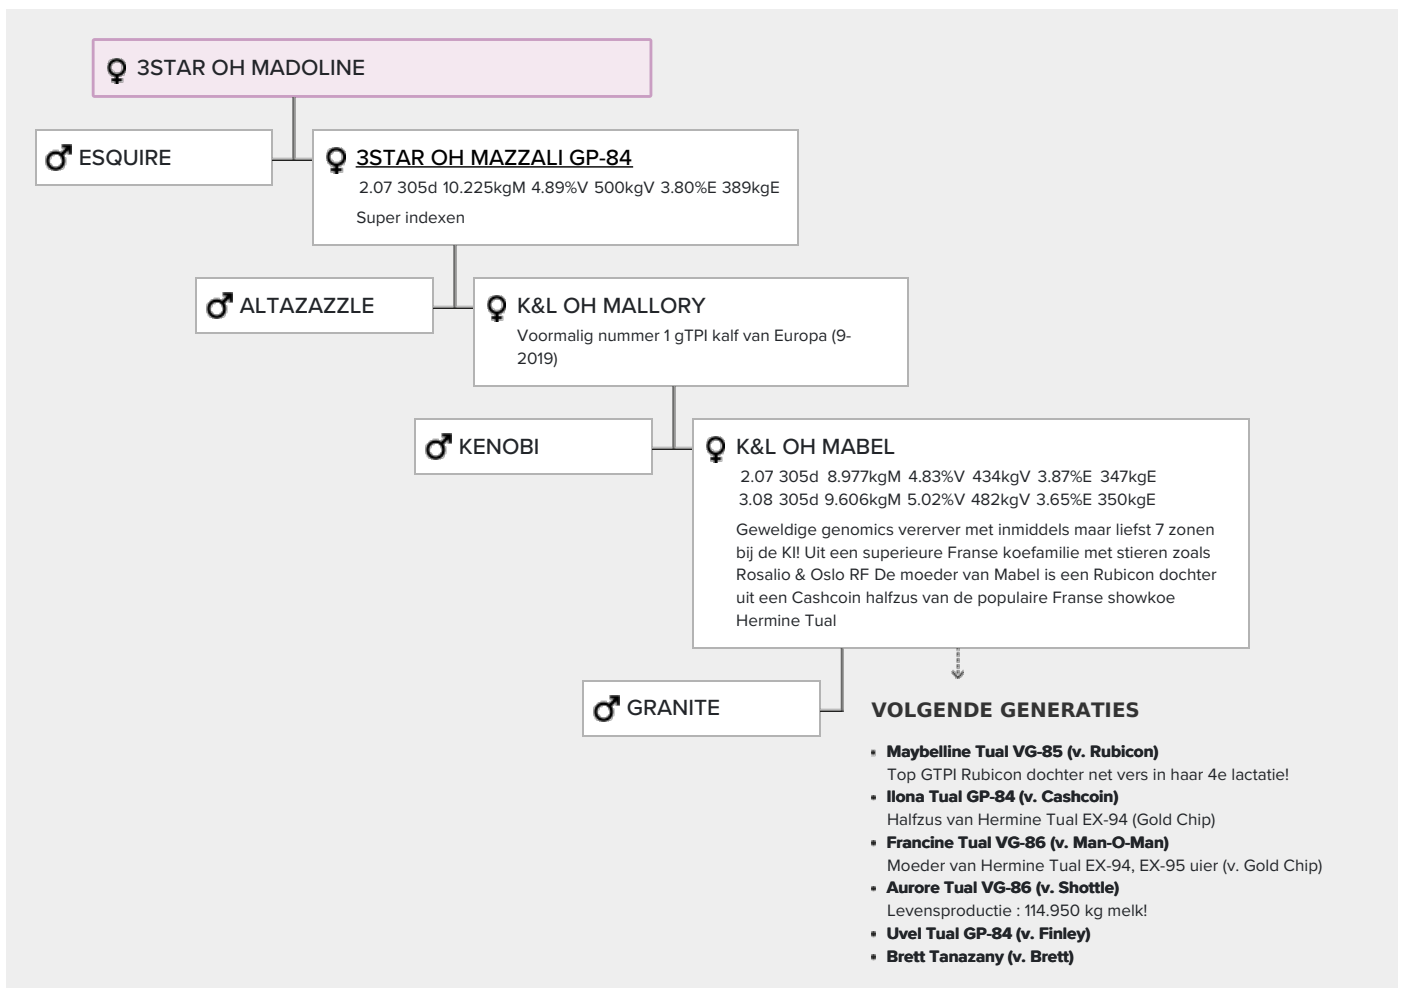 3STAR OH MADOLINE
ESQUIRE
3STAR OH MAZZALI GP-84
2.07 305d 10.225kgM 4.89%V 500kgV 3.80%E 389kgE
Super indexen
ALTAZAZZLE
K&L OH MALLORY
Voormalig nummer 1 gTPI kalf van Europa (9-
2019)
KENOBI
K&L OH MABEL
2.07 305d 8.977kgM 4.83%V 434kgV 3.87%E 347kgE
3.08 305d 9.606kgM 5.02%V 482kgV 3.65%E 350kgE
Geweldige genomics vererver met inmiddels maar liefst 7 zonen
bij de KI! Uit een superieure Franse koefamilie met stieren zoals
Rosalio & Oslo RF De moeder van Mabel is een Rubicon dochter
uit een Cashcoin halfzus van de populaire Franse showkoe
Hermine Tual
GRANITE
VOLGENDE GENERATIES
Maybelline Tual VG-85 (v. Rubicon)
Top GTPI Rubicon dochter net vers in haar 4e lactatie!
Ilona Tual GP-84 (v. Cashcoin)
Halfzus van Hermine Tual EX-94 (Gold Chip)
Francine Tual VG-86 (v. Man-O-Man)
Moeder van Hermine Tual EX-94, EX-95 uier (v. Gold Chip)
Aurore Tual VG-86 (v. Shottle)
Levensproductie : 114.950 kg melk!
Uvel Tual GP-84 (v. Finley)
Brett Tanazany (v. Brett)